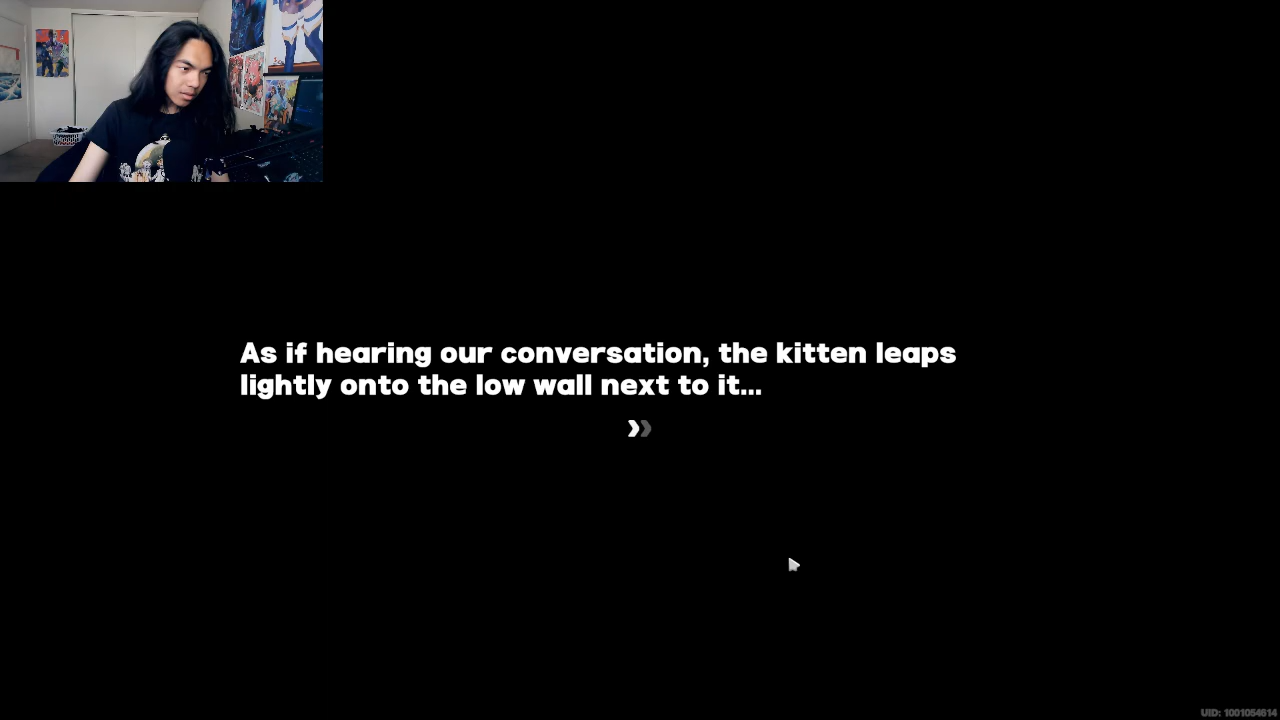 As if hearing our conversation, the kitten leaps
lightly onto the low wall next to it...
UID: 1001054614